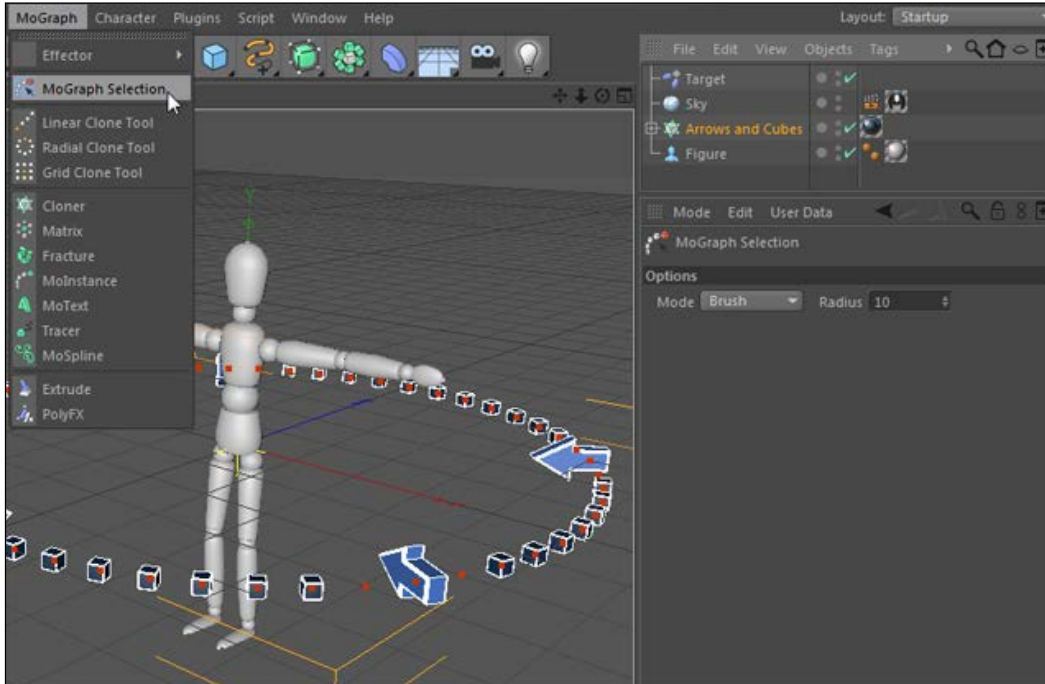 MoGraph Character Plugins Script Window Help
Layout: Startup
Effector
MoGraph Selection
Linear Clone Tool
Radial Clone Tool
Grid Clone Tool
Cloner
Matrix
Fracture
MoInstance
MoText
Tracer
MoSpline
Extrude
PolyFX
Y
File Edit View Objects Tags
Target
Sky
Arrows and Cubes
Figure
Mode Edit User Data
MoGraph Selection
Options
Mode Brush Radius 10